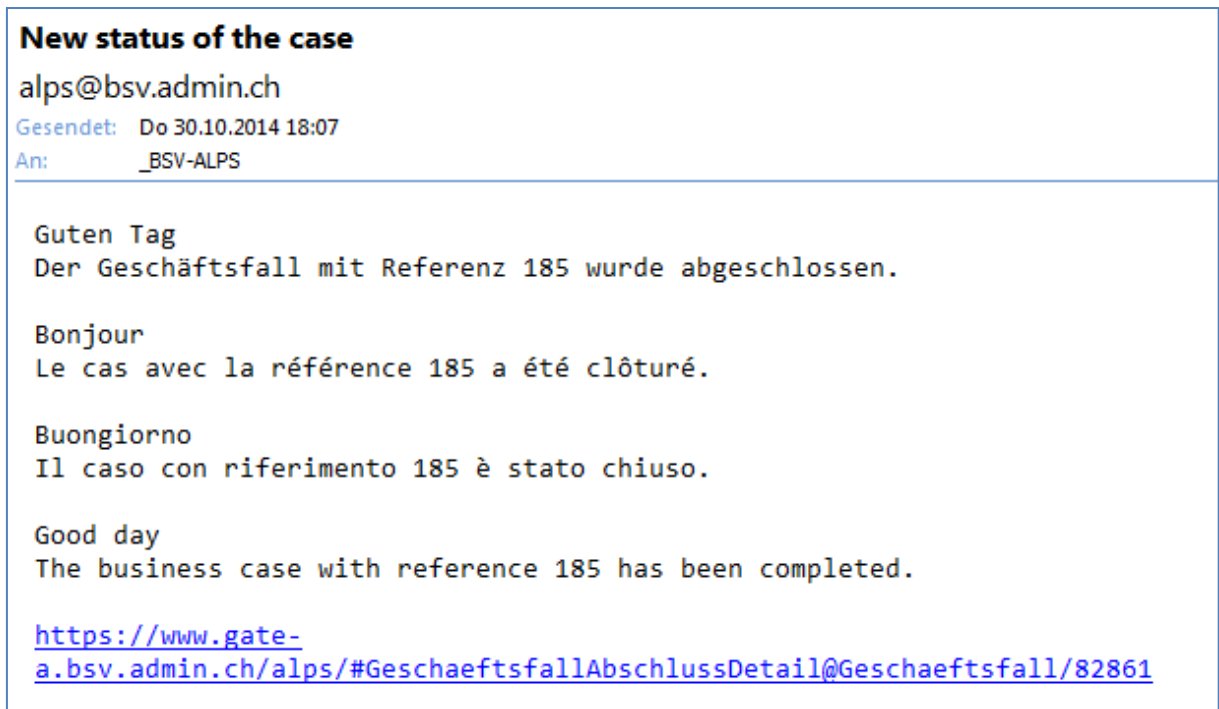 New status of the case
alps@bsv.admin.ch
Gesendet: Do 30.10.2014 18:07
An: _BSV-ALPS
Guten Tag
Der Geschäftsfall mit Referenz 185 wurde abgeschlossen.
Bonjour
Le cas avec la référence 185 a été clôturé.
Buongiorno
Il caso con riferimento 185 è stato chiuso.
Good day
The business case with reference 185 has been completed.
https://www.gate-
a.bsv.admin.ch/alps/#GeschaeftsfallAbschlussDetail@Geschaeftsfall/82861